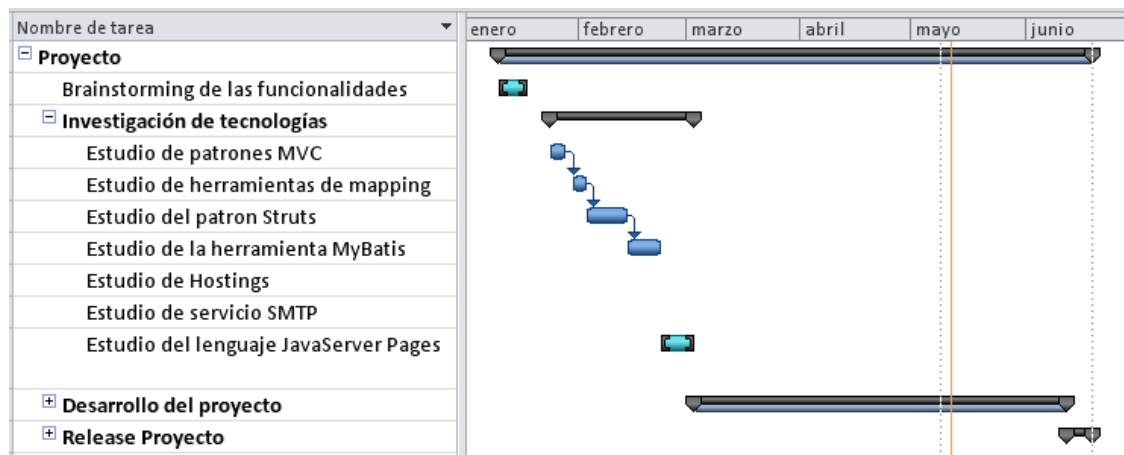 Nombre de tarea
enero febrero marzo abril mayo junio
Proyecto
Brainstorming de las funcionalidades
Investigación de tecnologías
Estudio de patrones MVC
Estudio de herramientas de mapping
Estudio del patron Struts
Estudio de la herramienta MyBatis
Estudio de Hostings
Estudio de servicio SMTP
Estudio del lenguaje JavaServer Pages
Desarrollo del proyecto
Release Proyecto